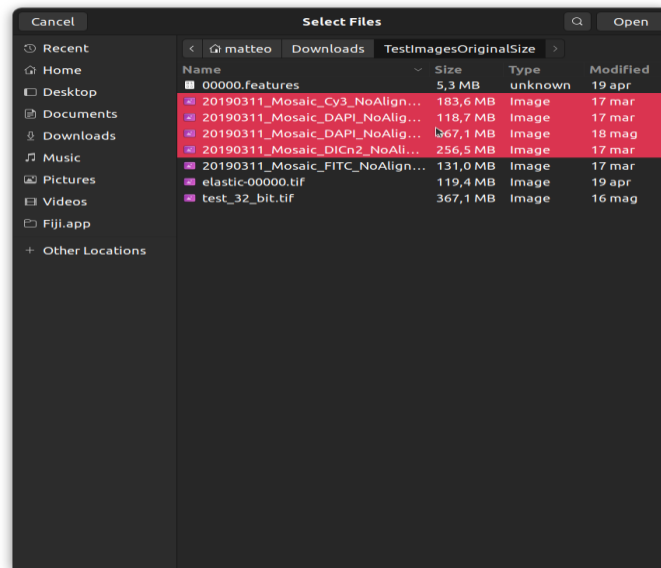 Cancel Select Files Open
Recent
Home
Desktop
Documents
Downloads
Music
Pictures
Videos
Fiji.app
+ Other Locations
< matteo Downloads TestImagesOriginalSize >
Name Size Type Modified
00000.features 5,3 MB unknown 19 apr
20190311_Mosaic_Cy3_NoAlign... 183,6 MB Image 17 mar
20190311_Mosaic_DAPI_NoAlig... 118,7 MB Image 17 mar
20190311_Mosaic_DAPI_NoAlig... 67,1 MB Image 18 mag
20190311_Mosaic_DICn2_NoAli... 256,5 MB Image 17 mar
20190311_Mosaic_FITC_NoAlign... 131,0 MB Image 17 mar
elastic-00000.tif 119,4 MB Image 19 apr
test_32_bit.tif 367,1 MB Image 16 mag